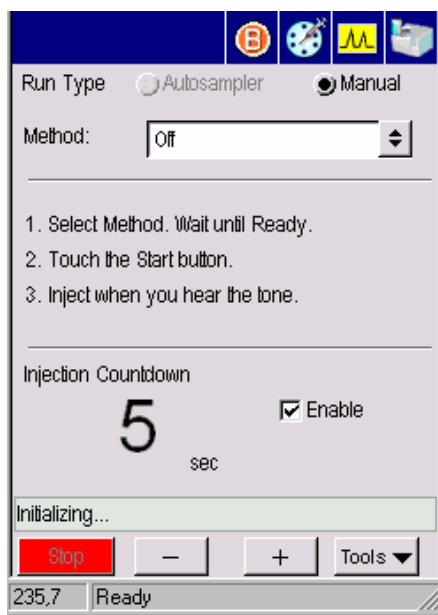 B
Run Type Autosampler Manual
Method: Off
1. Select Method. Wait until Ready.
2. Touch the Start button.
3. Inject when you hear the tone.
Injection Countdown
5 Enable
sec
Initializing...
Stop − + Tools
235,7 Ready